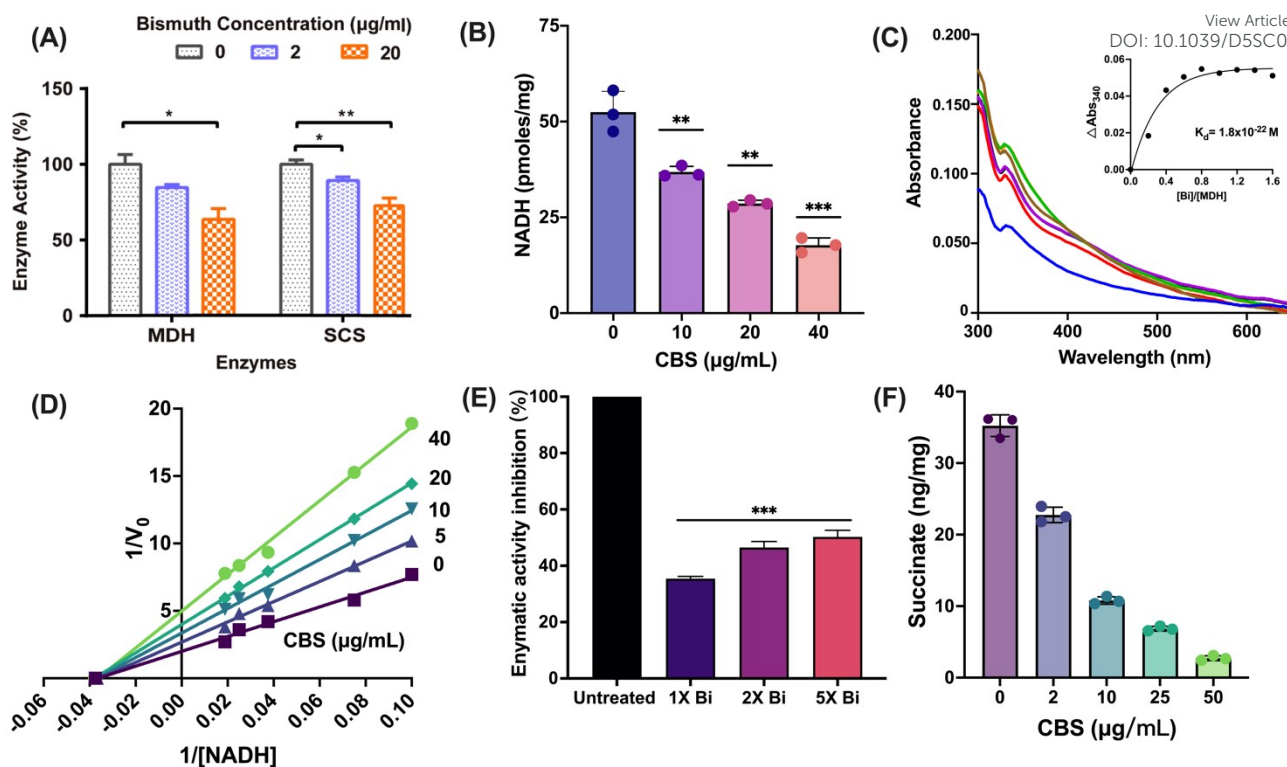 View Article
DOI: 10.1039/D5SC0
(A)
Bismuth Concentration (µg/ml)
0 2 20
Enzyme Activity (%)
150
100
50
0
*
**
*
MDH SCS
Enzymes
(B)
NADH (pmoles/mg)
75
50
25
0
**
**
***
0 10 20 40
CBS (µg/mL)
(C)
Absorbance
0.200
0.150
0.100
0.050
0
300 400 500 600
Wavelength (nm)
△Abs340
0.06
0.04
0.02
0.00
Kd= 1.8x10-22 M
0.0 0.4 0.8 1.2 1.6
[Bi]/[MDH]
(D)
1/V0
20
15
10
5
40
20
10
5
0
CBS (µg/mL)
-0.06 -0.04 -0.02 0.00 0.02 0.04 0.06 0.08 0.10
1/[NADH]
(E)
Enymatic activity inhibition (%)
100
80
60
40
20
0
***
Untreated 1X Bi 2X Bi 5X Bi
(F)
Succinate (ng/mg)
40
30
20
10
0
0 2 10 25 50
CBS (µg/mL)